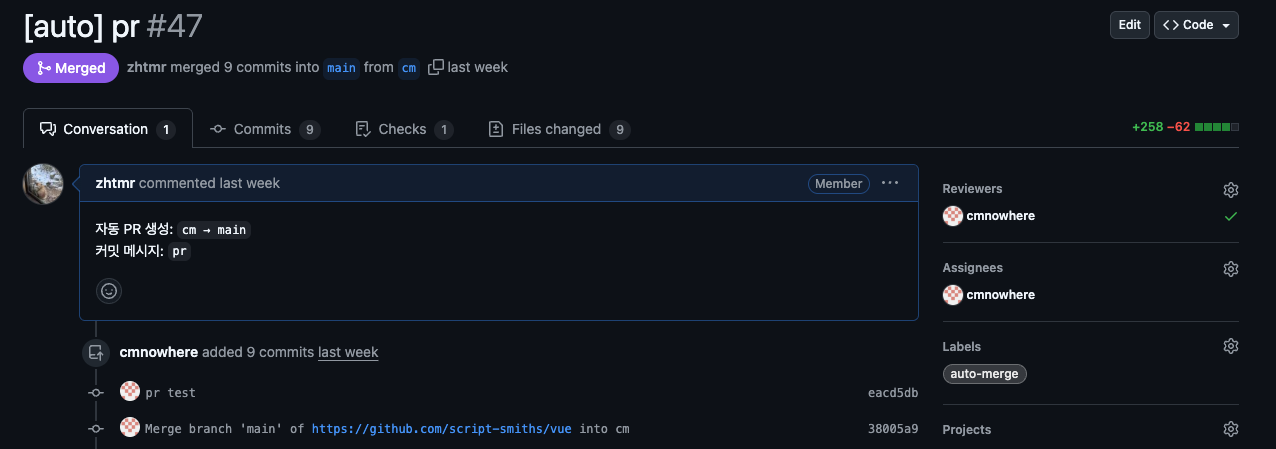 [auto] pr #47
Edit
Code
Merged
zhtmr merged 9 commits into main from cm last week
Conversation 1
Commits 9
Checks 1
Files changed 9
+258 −62
zhtmr commented last week
Member
자동 PR 생성: cm → main
커밋 메시지: pr
Reviewers
cmnowhere
Assignees
cmnowhere
Labels
auto-merge
Projects
cmnowhere added 9 commits last week
pr test
eacd5db
Merge branch 'main' of https://github.com/script-smiths/vue into cm
38005a9